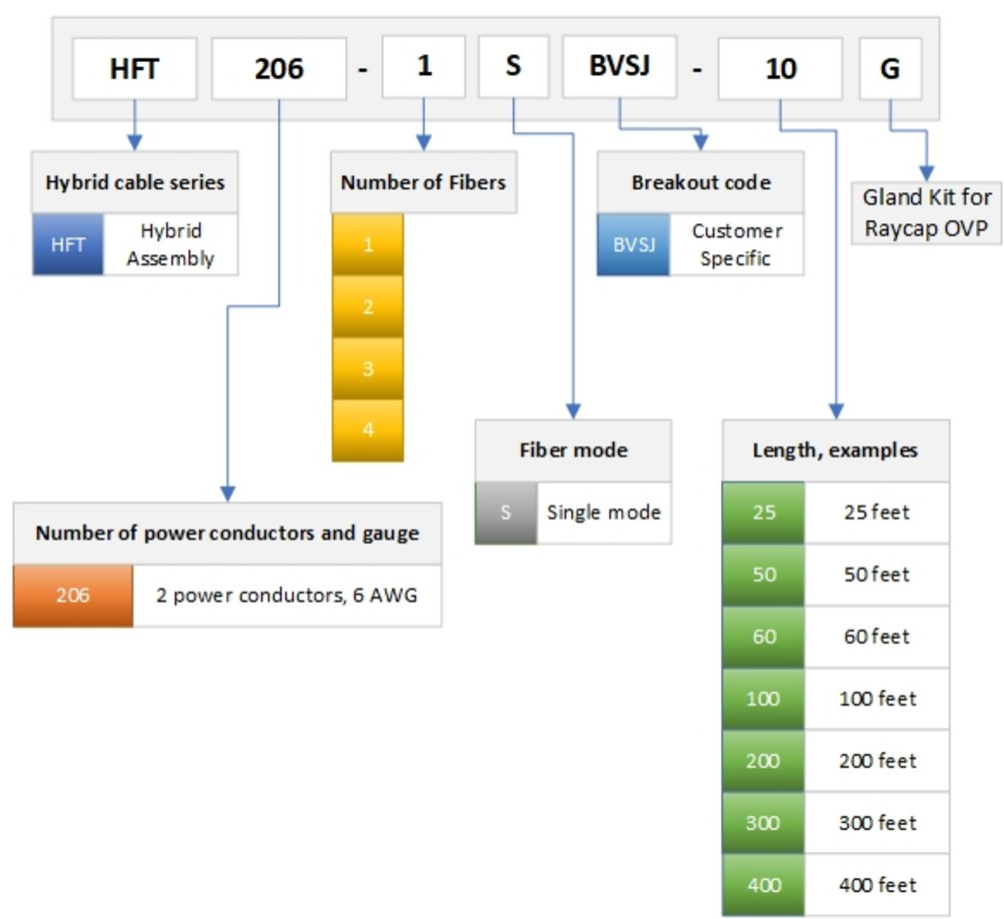 HFT 206 - 1 S BVSJ - 10 G
Hybrid cable series
HFT Hybrid
Assembly
Number of Fibers
1
2
3
4
Breakout code
BVSJ Customer
Specific
Gland Kit for
Raycap OVP
Number of power conductors and gauge
206 2 power conductors, 6 AWG
Fiber mode
S Single mode
Length, examples
25 25 feet
50 50 feet
60 60 feet
100 100 feet
200 200 feet
300 300 feet
400 400 feet